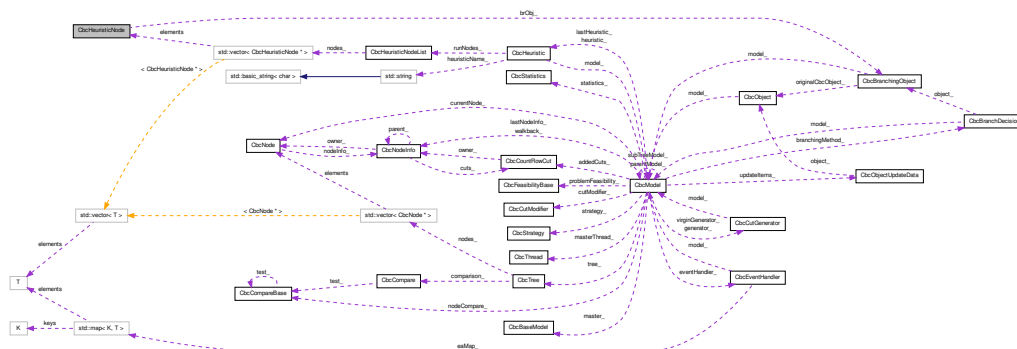 brObj_
CbcHeuristicNode
elements
lastHeuristic_
heuristic_
std::vector< CbcHeuristicNode * >
nodes_
CbcHeuristicNodeList
runNodes_
CbcHeuristic
model_
< CbcHeuristicNode * >
heuristicName_
model_
std::basic_string< char >
std::string
CbcStatistics
statistics_
originalCbcObject_
CbcBranchingObject
object_
model_
CbcObject
currentNode_
lastNodeInfo_
walkback_
model_
CbcBranchDecision
parent_
branchingMethod_
CbcNode
owner_
nodeInfo_
CbcNodeInfo
owner_
cuts_
CbcCountRowCut
addedCuts_
subTreeModel_
parentModel_
object_
elements
problemFeasibility_
CbcFeasibilityBase
CbcModel
updateItems_
CbcObjectUpdateData
cutModifier_
model_
CbcCutModifier
std::vector< T >
< CbcNode * >
std::vector< CbcNode * >
strategy_
virginGenerator_
generator_
CbcCutGenerator
CbcStrategy
masterThread_
model_
elements
nodes_
CbcThread
tree_
eventHandler_
CbcEventHandler
T
test_
test_
CbcCompare
comparison_
CbcTree
CbcCompareBase
elements
nodeCompare_
K
keys
std::map< K, T >
CbcBaseModel
master_
eaMap_